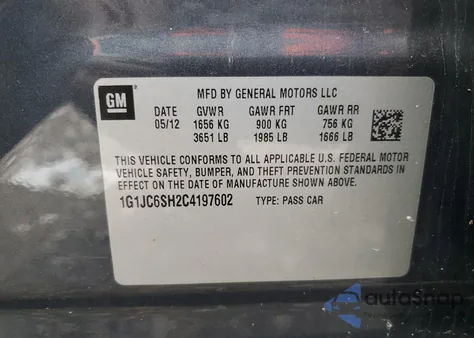 GM
MFD BY GENERAL MOTORS LLC
DATE GVWR GAWR FRT GAWR RR
05/12 1656 KG 900 KG 756 KG
3651 LB 1985 LB 1666 LB
THIS VEHICLE CONFORMS TO ALL APPLICABLE U.S. FEDERAL MOTOR
VEHICLE SAFETY, BUMPER, AND THEFT PREVENTION STANDARDS
IN EFFECT ON THE DATE OF MANUFACTURE SHOWN ABOVE.
1G1JC6SH2C4197602 TYPE: PASS CAR
autoSnap